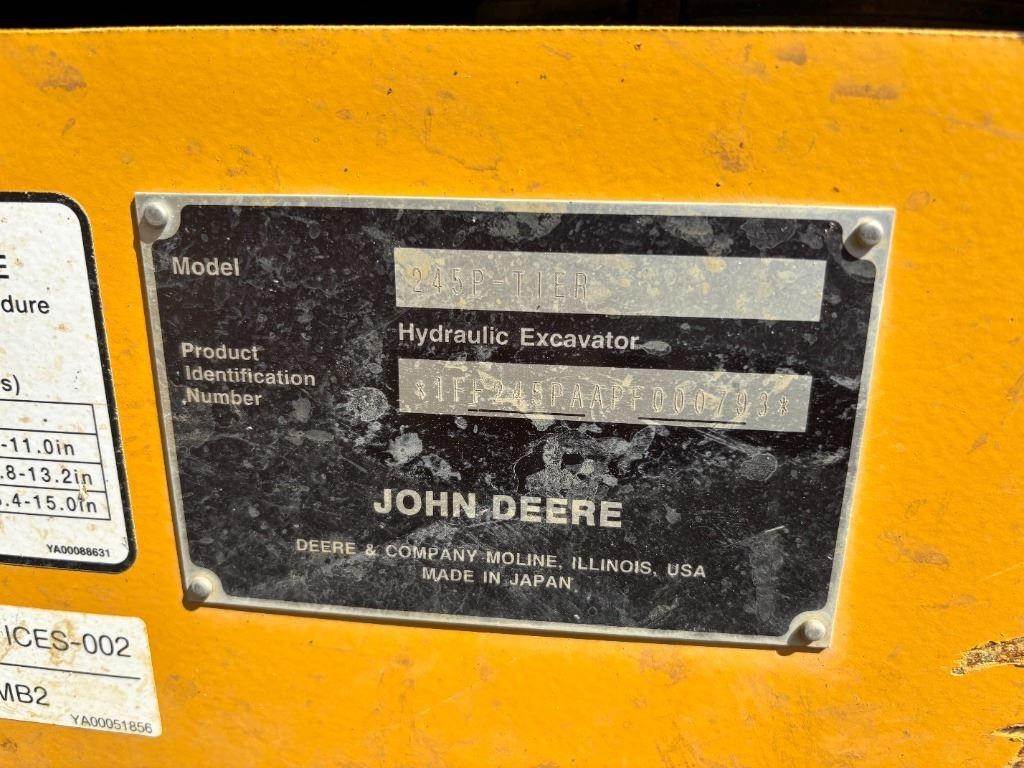 E
dure
s)
-11.0in
.8-13.2in
.4-15.0in
YA00088631
ICES-002
MB2
YA00051856
Model
245P-TIER
Hydraulic Excavator
Product
Identification
Number
*1FF245PAAPF000793*
JOHN DEERE
DEERE & COMPANY MOLINE, ILLINOIS, USA
MADE IN JAPAN